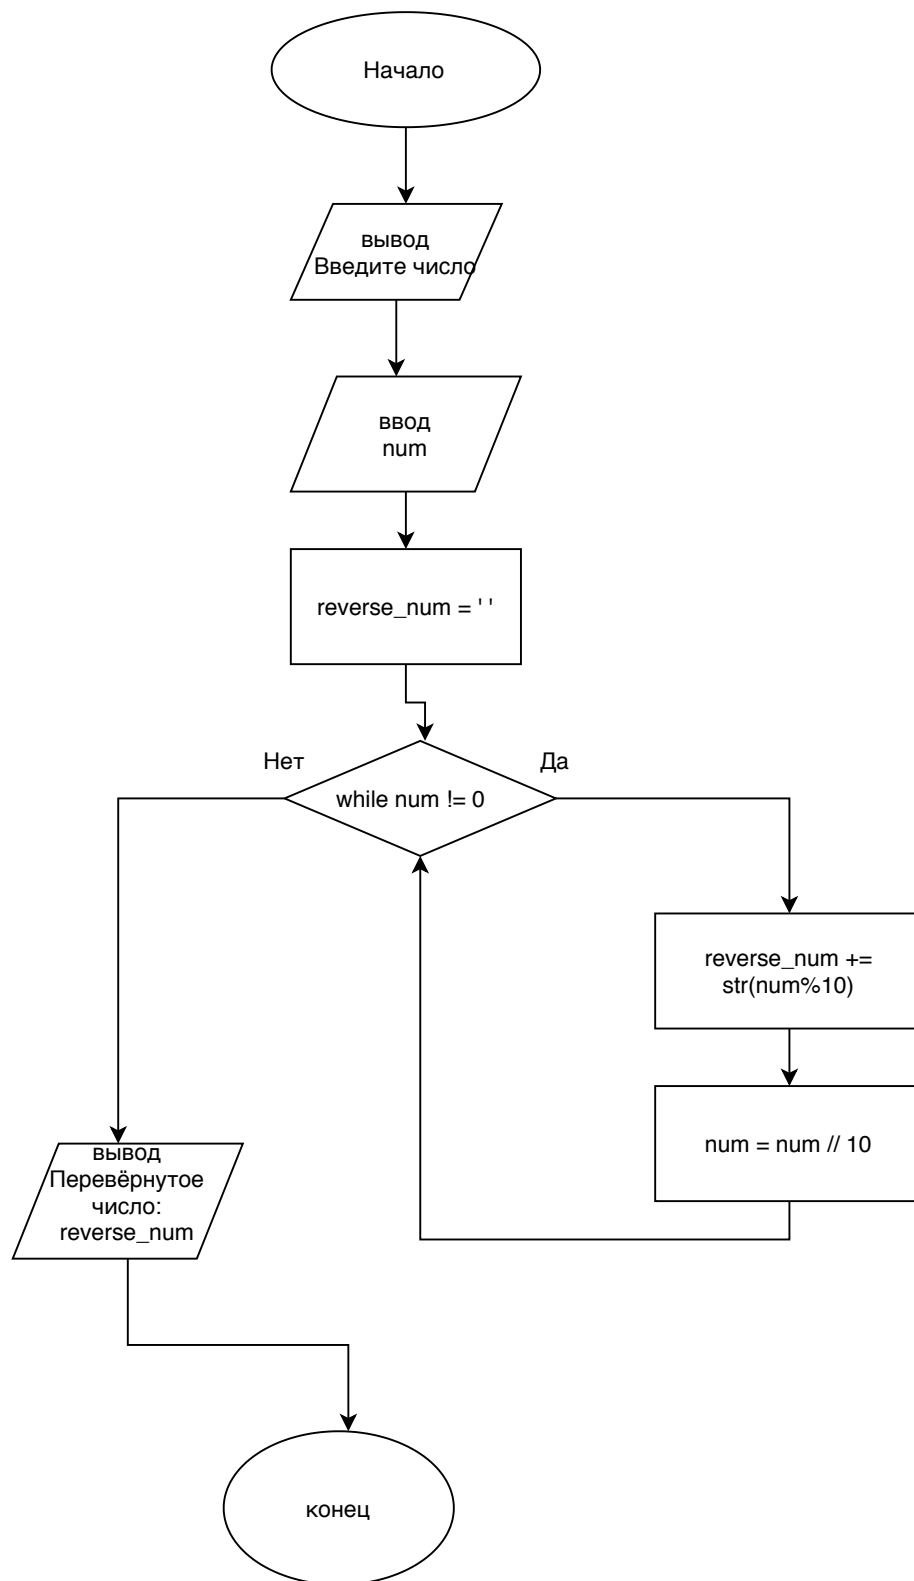 Начало
вывод
Введите число
ввод
num
reverse_num = ' '
Нет
Да
while num != 0
reverse_num +=
str(num%10)
num = num // 10
вывод
Перевёрнутое
число:
reverse_num
конец